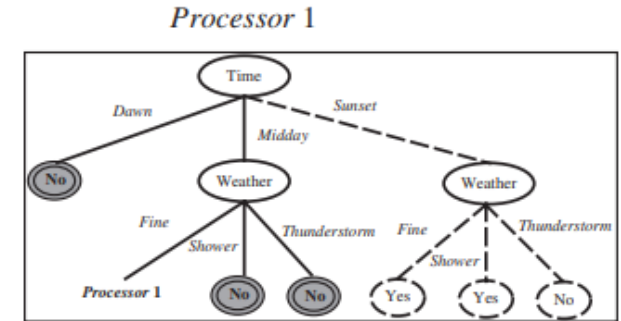 Processor 1
Time
Dawn
Midday
Sunset
No
Weather
Weather
Fine
Shower
Thunderstorm
Fine
Shower
Thunderstorm
Processor 1
No
No
Yes
Yes
No